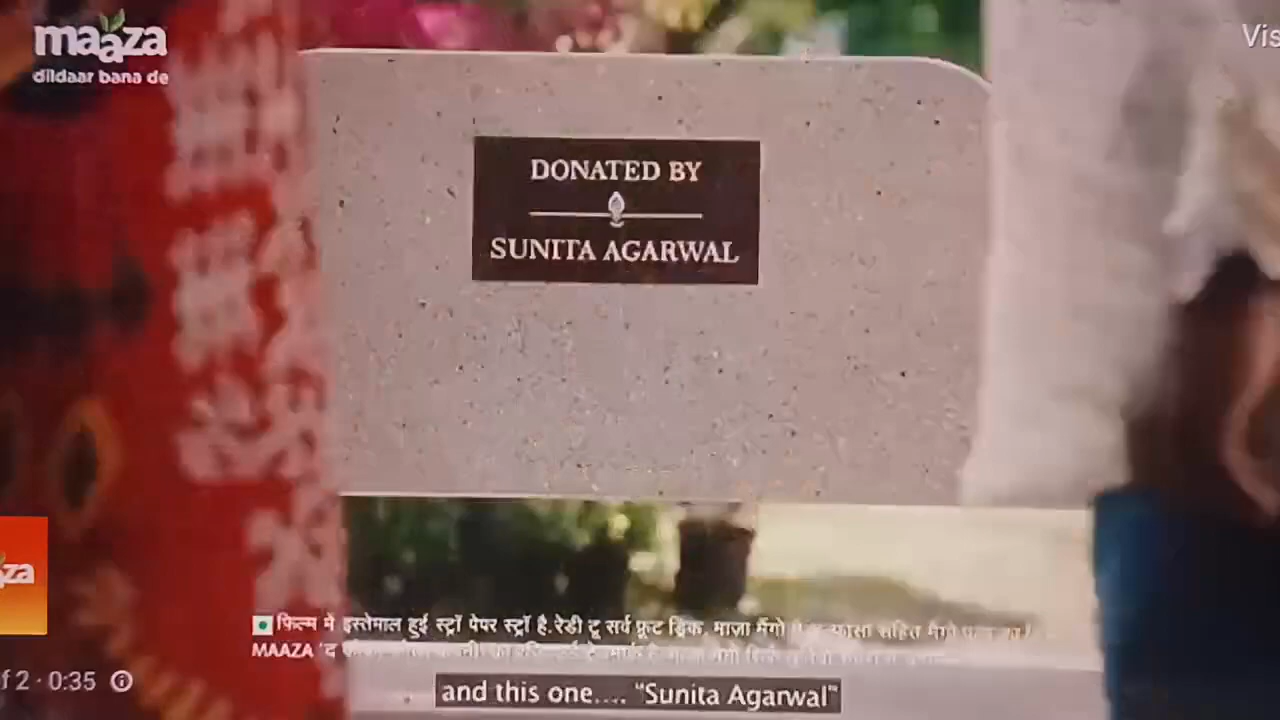 maaza
dildaar bana de
Vis
DONATED BY
SUNITA AGARWAL
za
फिल्म में इस्तेमाल हुई स्ट्रॉ पेपर स्ट्रॉ है. रेडी टू सर्व फ्रूट ड्रिंक. माज़ा मैंगो
MAAZA 'द
f 2 · 0:35
and this one.... "Sunita Agarwal"